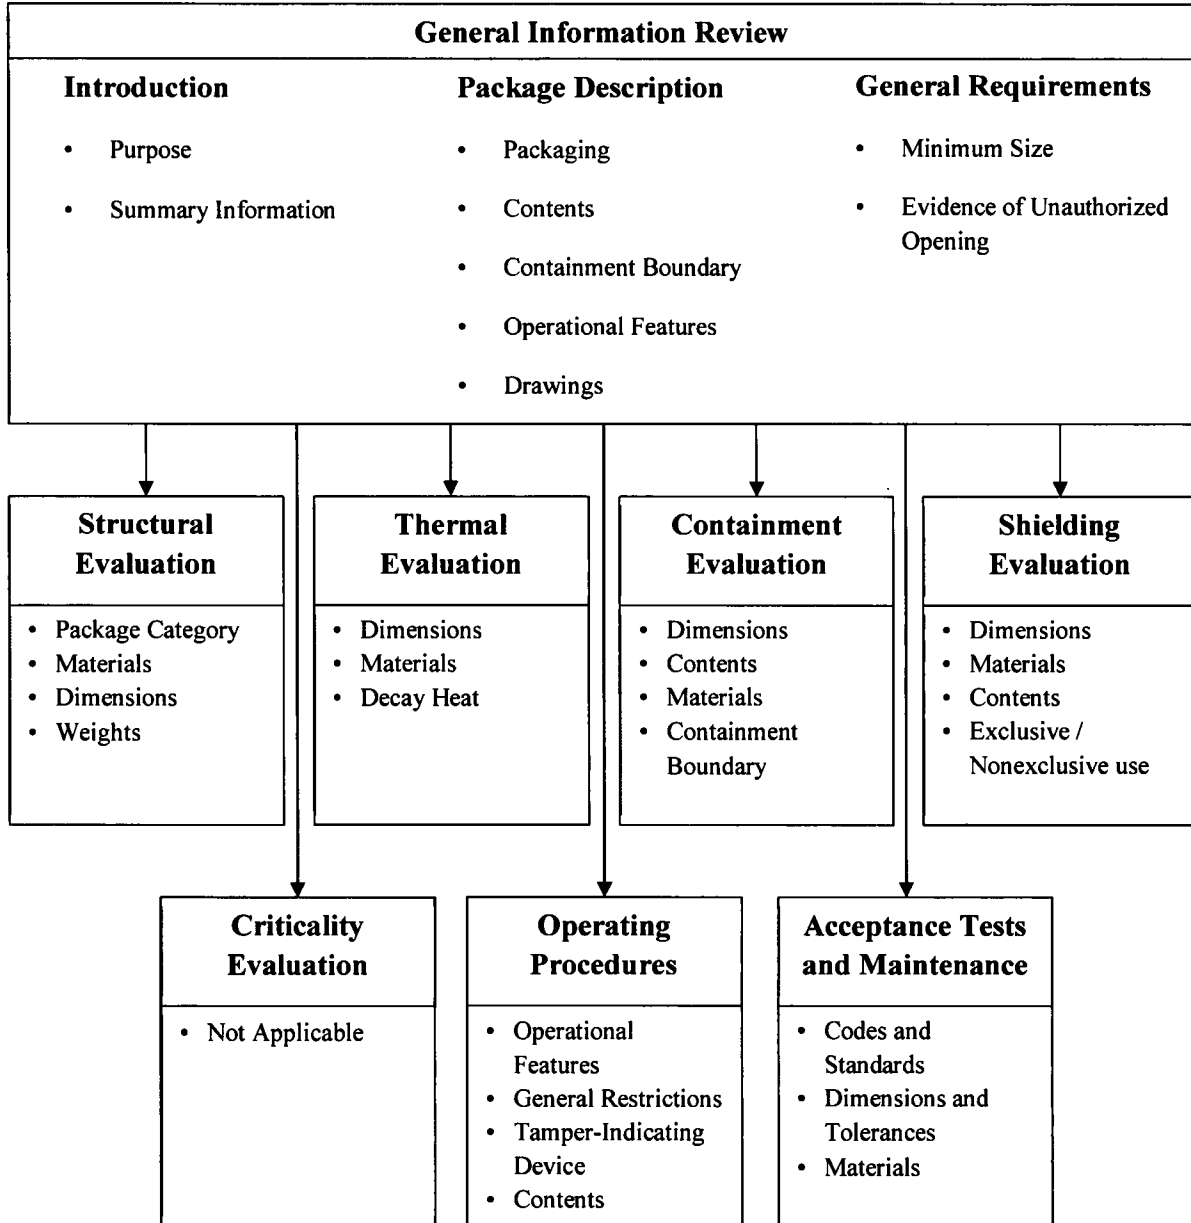 General Information Review
Introduction
• Purpose
• Summary Information
Package Description
• Packaging
• Contents
• Containment Boundary
• Operational Features
• Drawings
General Requirements
• Minimum Size
• Evidence of Unauthorized
Opening
Structural
Evaluation
• Package Category
• Materials
• Dimensions
• Weights
Thermal
Evaluation
• Dimensions
• Materials
• Decay Heat
Containment
Evaluation
• Dimensions
• Contents
• Materials
• Containment
Boundary
Shielding
Evaluation
• Dimensions
• Materials
• Contents
• Exclusive /
Nonexclusive use
Criticality
Evaluation
• Not Applicable
Operating
Procedures
• Operational
Features
• General Restrictions
• Tamper-Indicating
Device
• Contents
Acceptance Tests
and Maintenance
• Codes and
Standards
• Dimensions and
Tolerances
• Materials